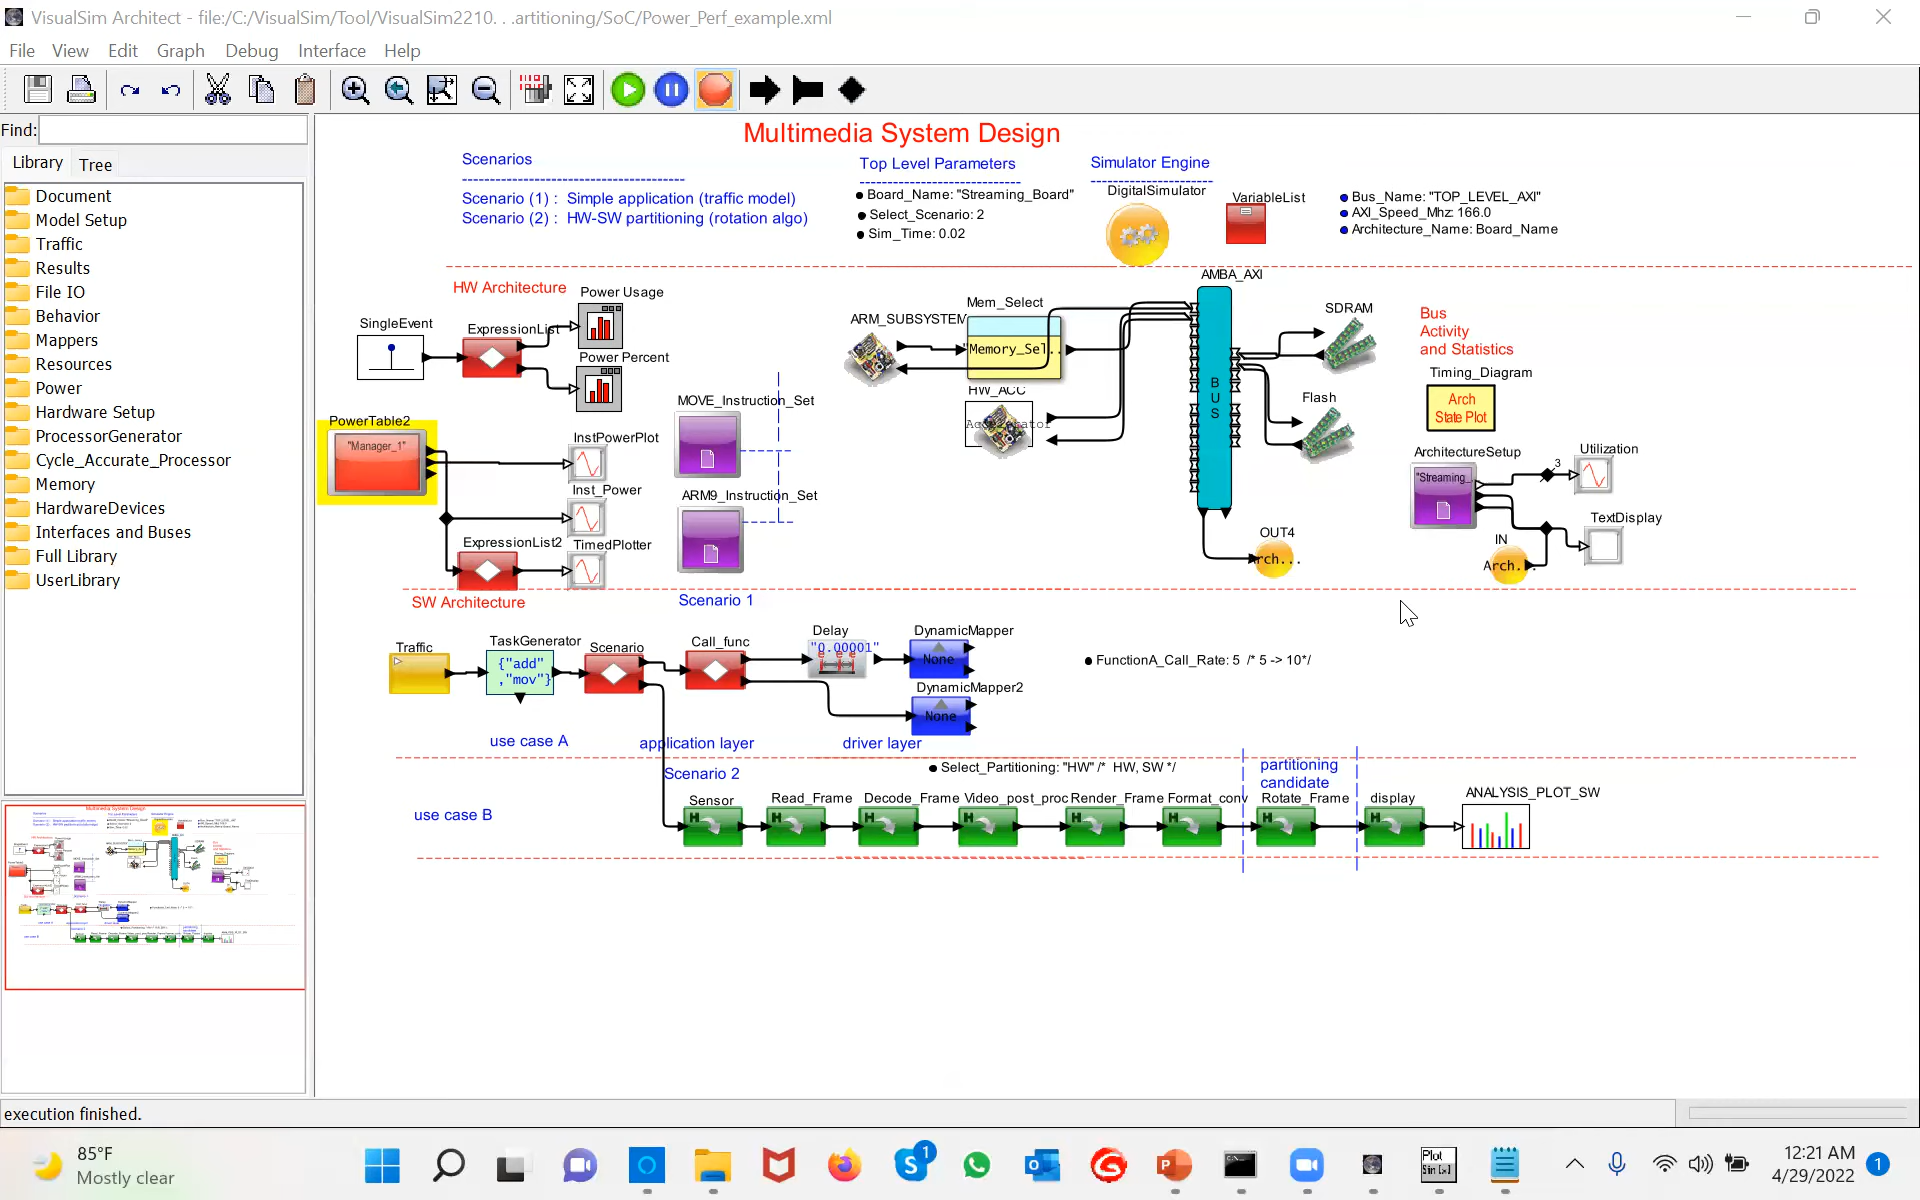 VisualSim Architect - file:/C:/VisualSim/Tool/VisualSim2210. . .artitioning/SoC/Power_Perf_example.xml
File View Edit Graph Debug Interface Help
Find:
Library Tree
Document
Model Setup
Traffic
Results
File IO
Behavior
Mappers
Resources
Power
Hardware Setup
ProcessorGenerator
Cycle_Accurate_Processor
Memory
HardwareDevices
Interfaces and Buses
Full Library
UserLibrary
Multimedia System Design
Scenarios
Scenario (1) : Simple application (traffic model)
Scenario (2) : HW-SW partitioning (rotation algo)
Top Level Parameters
Board_Name: "Streaming_Board"
Select_Scenario: 2
Sim_Time: 0.02
Simulator Engine
DigitalSimulator
VariableList
Bus_Name: "TOP_LEVEL_AXI"
AXI_Speed_Mhz: 166.0
Architecture_Name: Board_Name
HW Architecture
SingleEvent
ExpressionList
Power Usage
Power Percent
PowerTable2
"Manager_1"
InstPowerPlot
Inst_Power
ExpressionList2
TimedPlotter
MOVE_Instruction_Set
ARM9_Instruction_Set
ARM_SUBSYSTEM
Mem_Select
"Memory_Sel..
HW_ACC
Accelerator
AMBA_AXI
BUS
SDRAM
Flash
OUT4
Arch...
Bus
Activity
and Statistics
Timing_Diagram
Arch
State Plot
ArchitectureSetup
"Streaming_
3
Utilization
TextDisplay
IN
Arch..
SW Architecture
Scenario 1
Traffic
TaskGenerator
{"add"
,"mov"}
Scenario
Call_func
Delay
"0.00001"
DynamicMapper
None
DynamicMapper2
None
FunctionA_Call_Rate: 5 /* 5 -> 10*/
use case A
application layer
driver layer
Scenario 2
Select_Partitioning: "HW" /* HW, SW */
partitioning
candidate
use case B
Sensor
Read_Frame
Decode_Frame
Video_post_proc
Render_Frame
Format_conv
Rotate_Frame
display
ANALYSIS_PLOT_SW
execution finished.
85°F
Mostly clear
1
Plot
Sin[x]
12:21 AM
4/29/2022
1